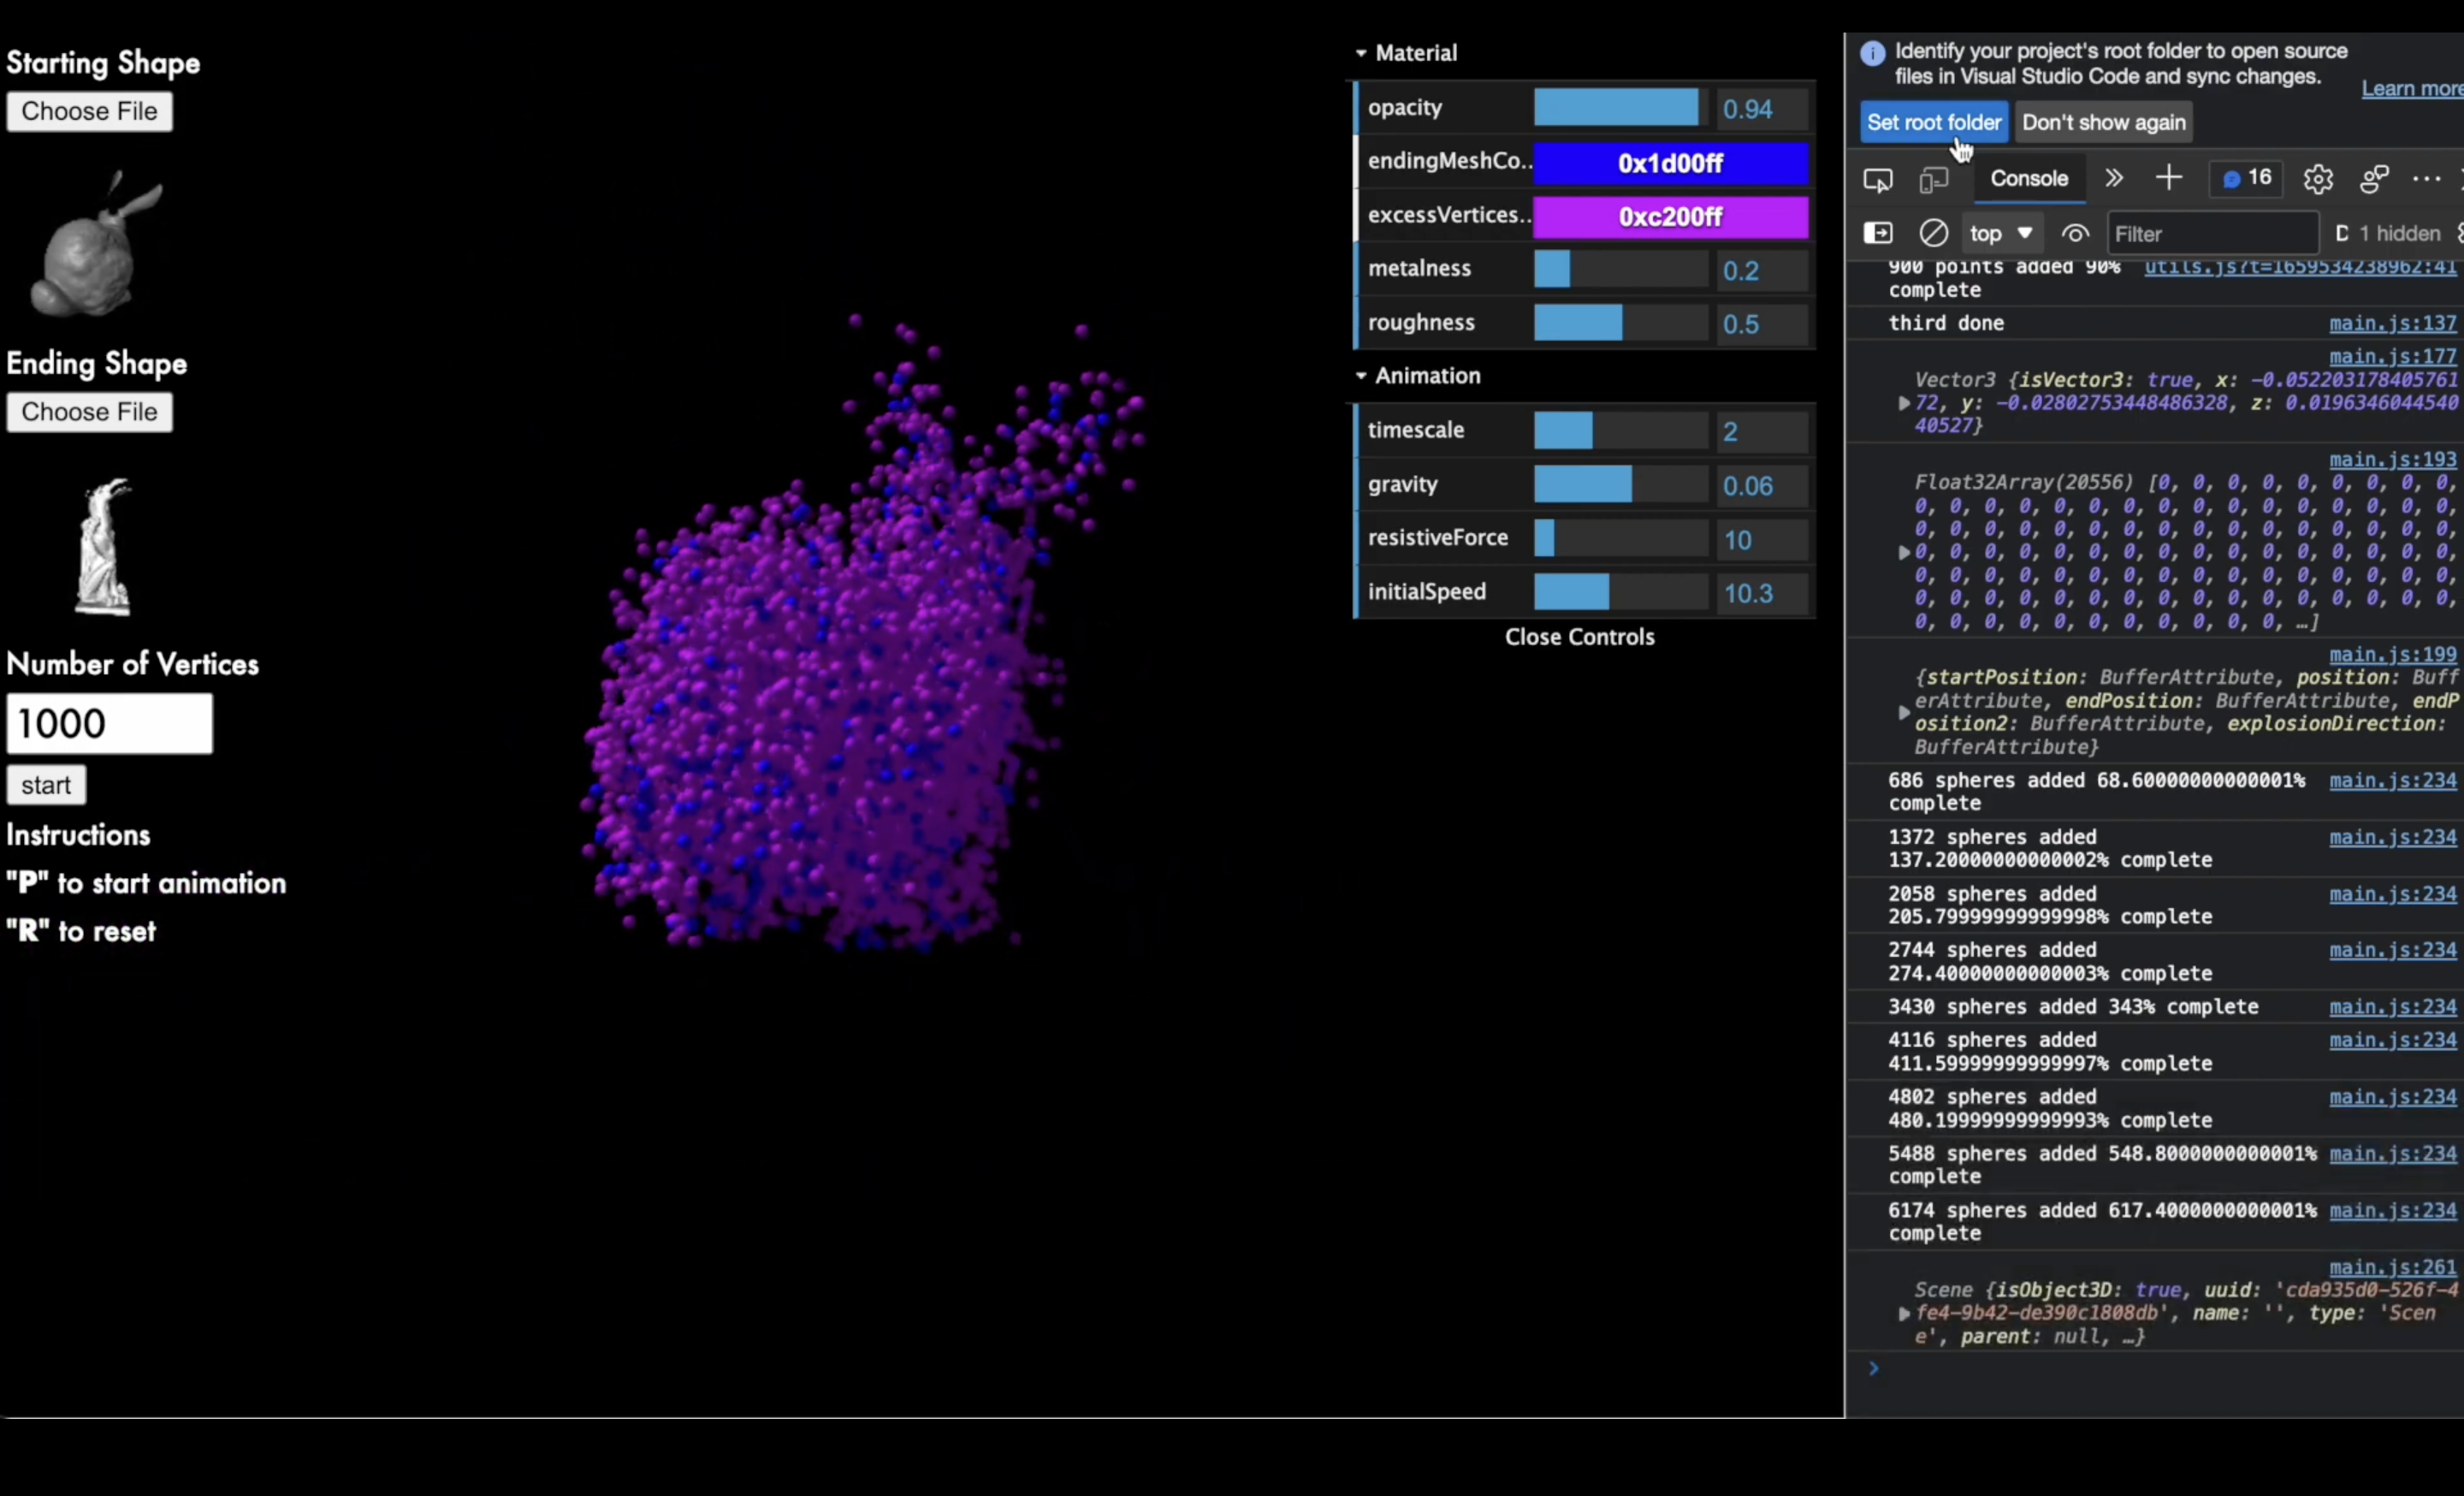 Starting Shape
Choose File
Ending Shape
Choose File
Number of Vertices
1000
start
Instructions
"P" to start animation
"R" to reset
Material
opacity 0.94
endingMeshCo.. 0x1d00ff
excessVertices.. 0xc200ff
metalness 0.2
roughness 0.5
Animation
timescale 2
gravity 0.06
resistiveForce 10
initialSpeed 10.3
Close Controls
Identify your project's root folder to open source
files in Visual Studio Code and sync changes.
Learn more
Set root folder Don't show again
Console 16
top Filter 1 hidden
900 points added 90% utils.js?t=1659534238962:41
complete
third done main.js:137
main.js:177
Vector3 {isVector3: true, x: -0.052203178405761
72, y: -0.02802753448486328, z: 0.0196346044540
40527}
main.js:193
Float32Array(20556) [0, 0, 0, 0, 0, 0, 0, 0, 0,
0, 0, 0, 0, 0, 0, 0, 0, 0, 0, 0, 0, 0, 0, 0, 0,
0, 0, 0, 0, 0, 0, 0, 0, 0, 0, 0, 0, 0, 0, 0, 0,
0, 0, 0, 0, 0, 0, 0, 0, 0, 0, 0, 0, 0, 0, 0, 0,
0, 0, 0, 0, 0, 0, 0, 0, 0, 0, 0, 0, 0, 0, 0, 0,
0, 0, 0, 0, 0, 0, 0, 0, 0, 0, 0, 0, 0, 0, 0, 0,
0, 0, 0, 0, 0, 0, 0, 0, 0, 0, 0, …]
main.js:199
{startPosition: BufferAttribute, position: Buff
erAttribute, endPosition: BufferAttribute, endP
osition2: BufferAttribute, explosionDirection:
BufferAttribute}
686 spheres added 68.60000000000001% main.js:234
complete
1372 spheres added main.js:234
137.20000000000002% complete
2058 spheres added main.js:234
205.79999999999998% complete
2744 spheres added main.js:234
274.40000000000003% complete
3430 spheres added 343% complete main.js:234
4116 spheres added main.js:234
411.59999999999997% complete
4802 spheres added main.js:234
480.19999999999993% complete
5488 spheres added 548.8000000000001% main.js:234
complete
6174 spheres added 617.4000000000001% main.js:234
complete
main.js:261
Scene {isObject3D: true, uuid: 'cda935d0-526f-4
fe4-9b42-de390c1808db', name: '', type: 'Scen
e', parent: null, …}